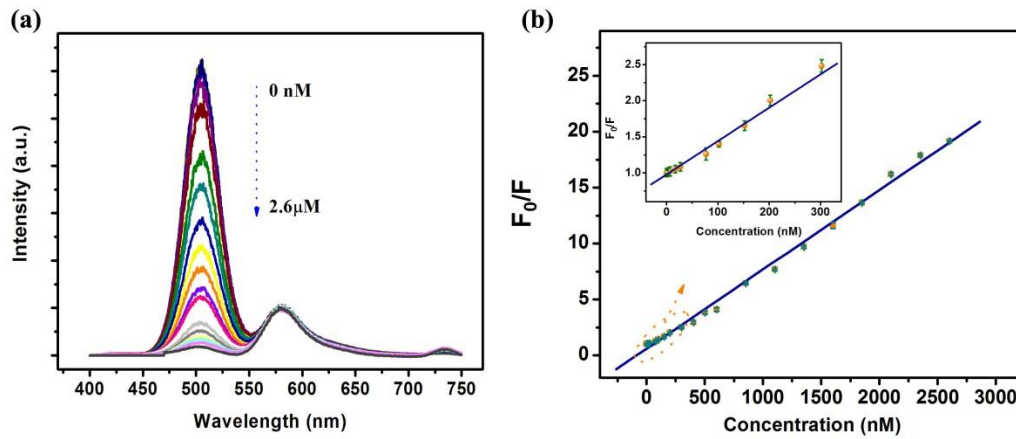 (a)
0 nM
2.6μM
Intensity (a.u.)
400 450 500 550 600 650 700 750
Wavelength (nm)
(b)
25
20
15
10
5
0
F₀/F
0 500 1000 1500 2000 2500 3000
Concentration (nM)
2.5
2.0
1.5
1.0
F₀/F
0 100 200 300
Concentration (nM)